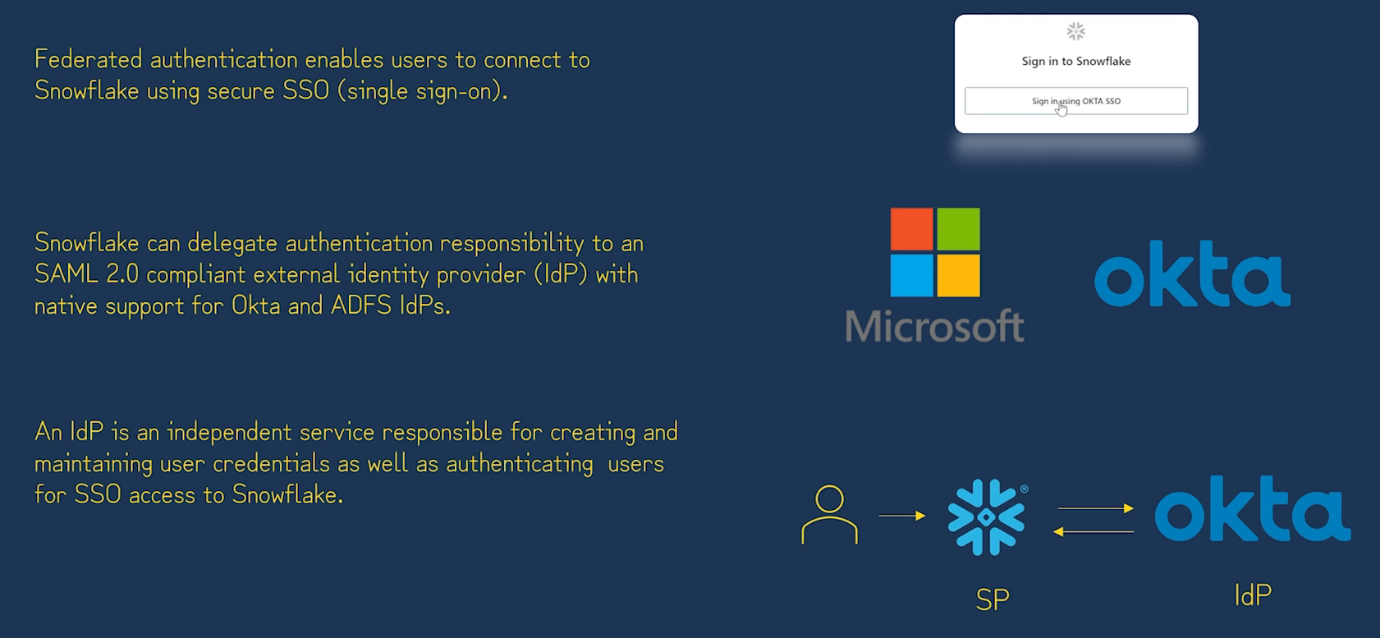 Federated authentication enables users to connect to
Snowflake using secure SSO (single sign-on).
Sign in to Snowflake
Sign in using OKTA SSO
Snowflake can delegate authentication responsibility to an
SAML 2.0 compliant external identity provider (IdP) with
native support for Okta and ADFS IdPs.
Microsoft
okta
An IdP is an independent service responsible for creating and
maintaining user credentials as well as authenticating users
for SSO access to Snowflake.
®
okta
SP
IdP